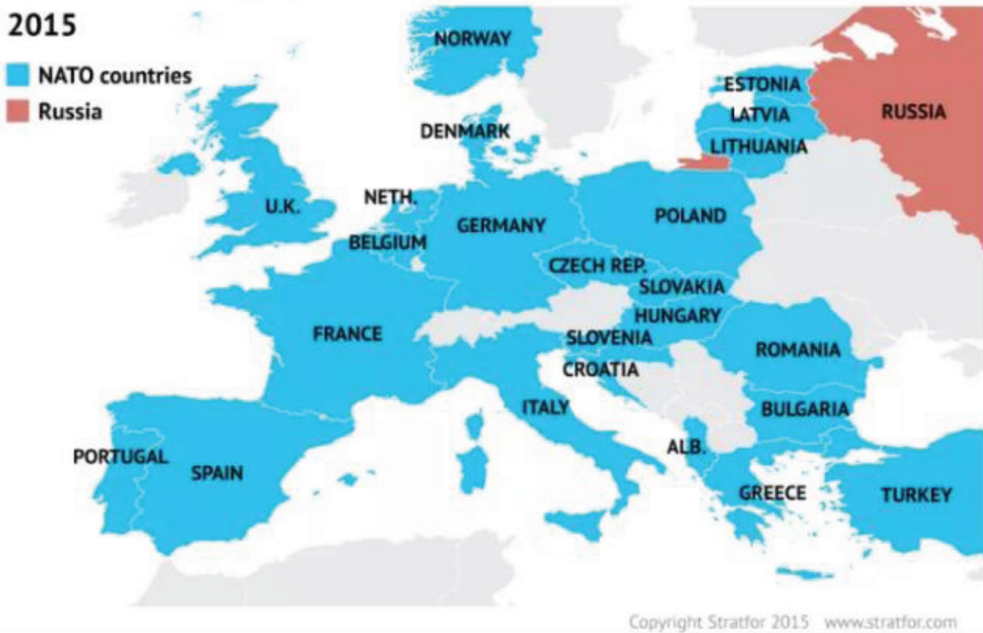 2015
NATO countries
Russia
NORWAY
ESTONIA
LATVIA
LITHUANIA
RUSSIA
DENMARK
NETH.
U.K.
BELGIUM
GERMANY
POLAND
CZECH REP.
SLOVAKIA
HUNGARY
SLOVENIA
CROATIA
FRANCE
ROMANIA
ITALY
BULGARIA
ALB.
PORTUGAL
SPAIN
GREECE
TURKEY
Copyright Stratfor 2015 www.stratfor.com